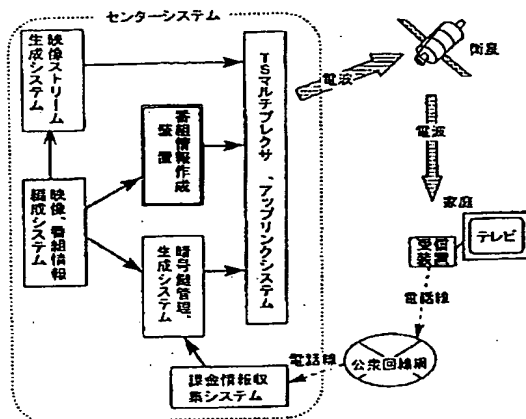 センターシステム
映像ストリーム
生成システム
番組情報作成
装置
映像、番組情報
編成システム
暗号鍵管理、
生成システム
TSマルチプレクサ、アップリンクシステム
課金情報収
集システム
電波
衛星
電波
家庭
テレビ
受信
装置
電話線
公衆回線網
電話線